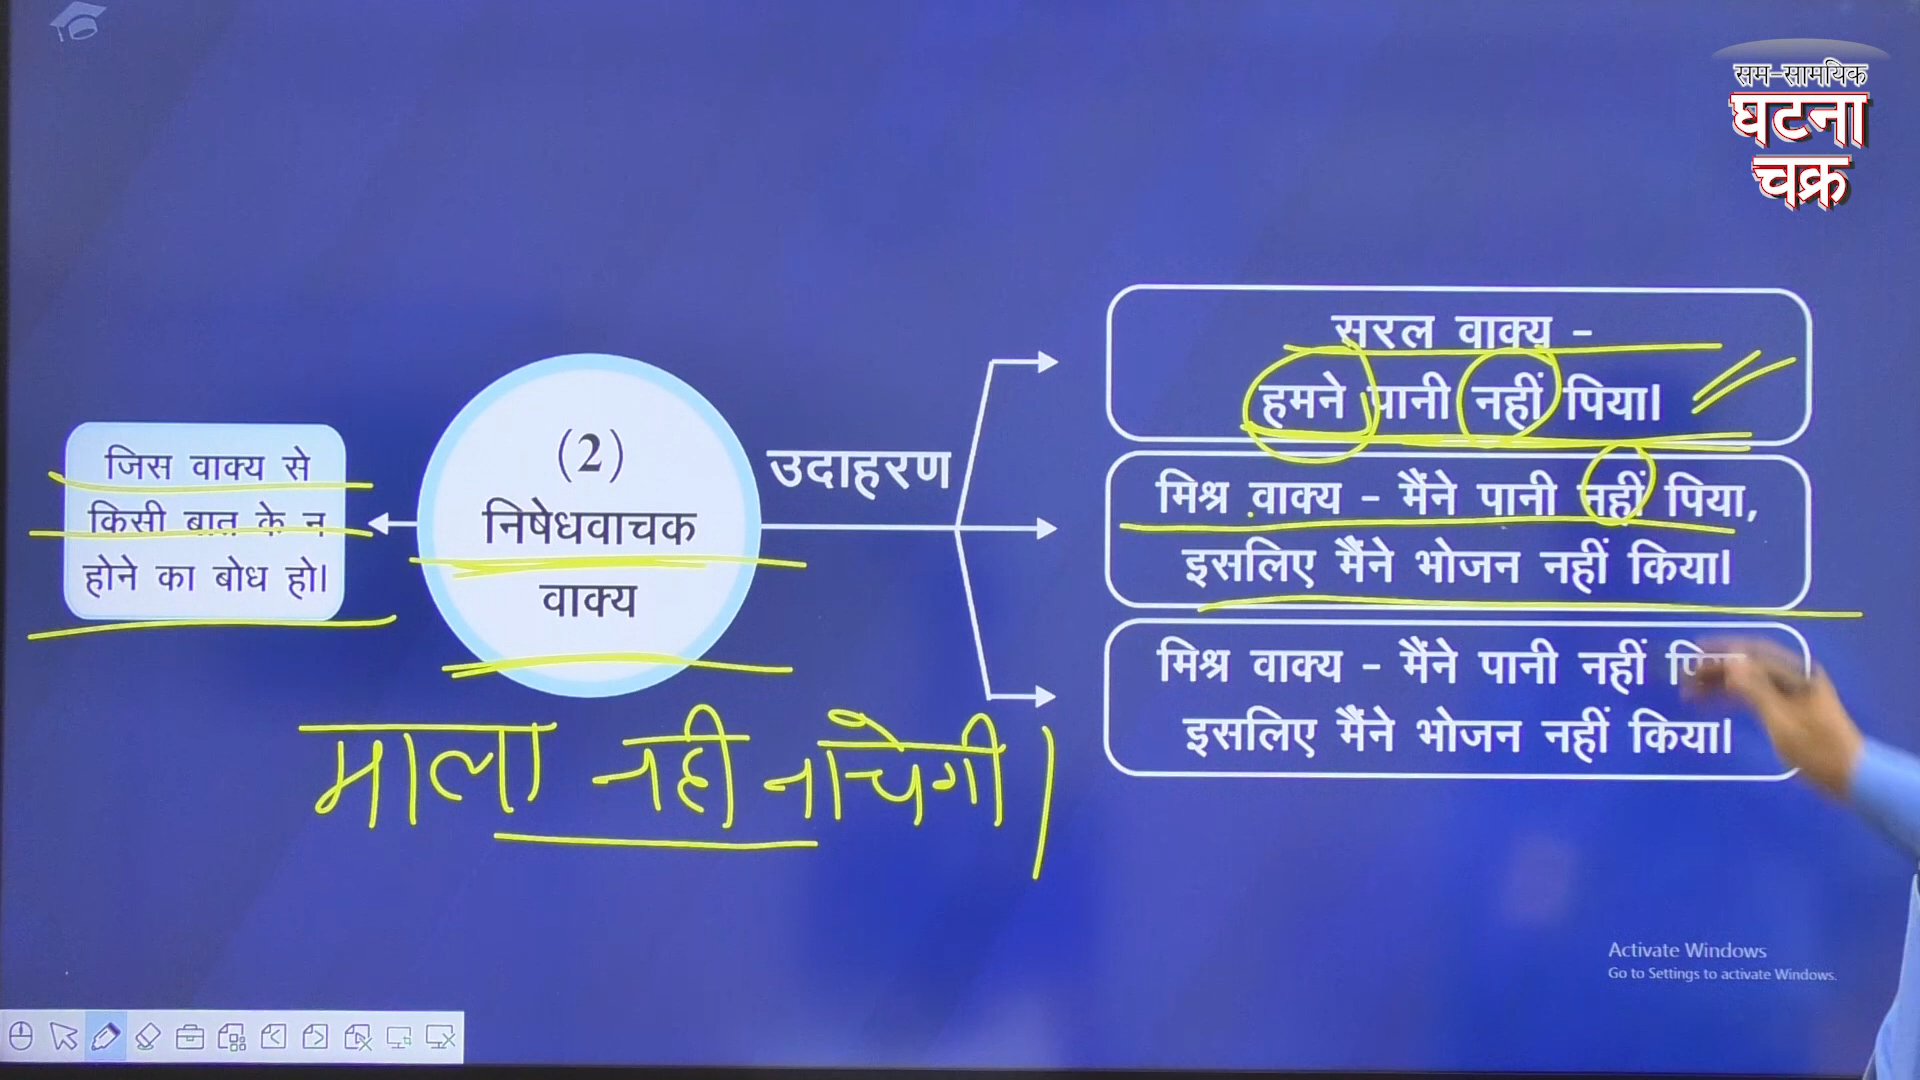 सम-सामयिक
घटना
चक्र
जिस वाक्य से
किसी बात के न
होने का बोध हो।
(2)
निषेधवाचक
वाक्य
उदाहरण
सरल वाक्य -
हमने पानी नहीं पिया।
मिश्र वाक्य - मैंने पानी नहीं पिया,
इसलिए मैंने भोजन नहीं किया।
मिश्र वाक्य - मैंने पानी नहीं
इसलिए मैंने भोजन नहीं किया।
माला नही नाचेगी।
Activate Windows
Go to Settings to activate Windows.